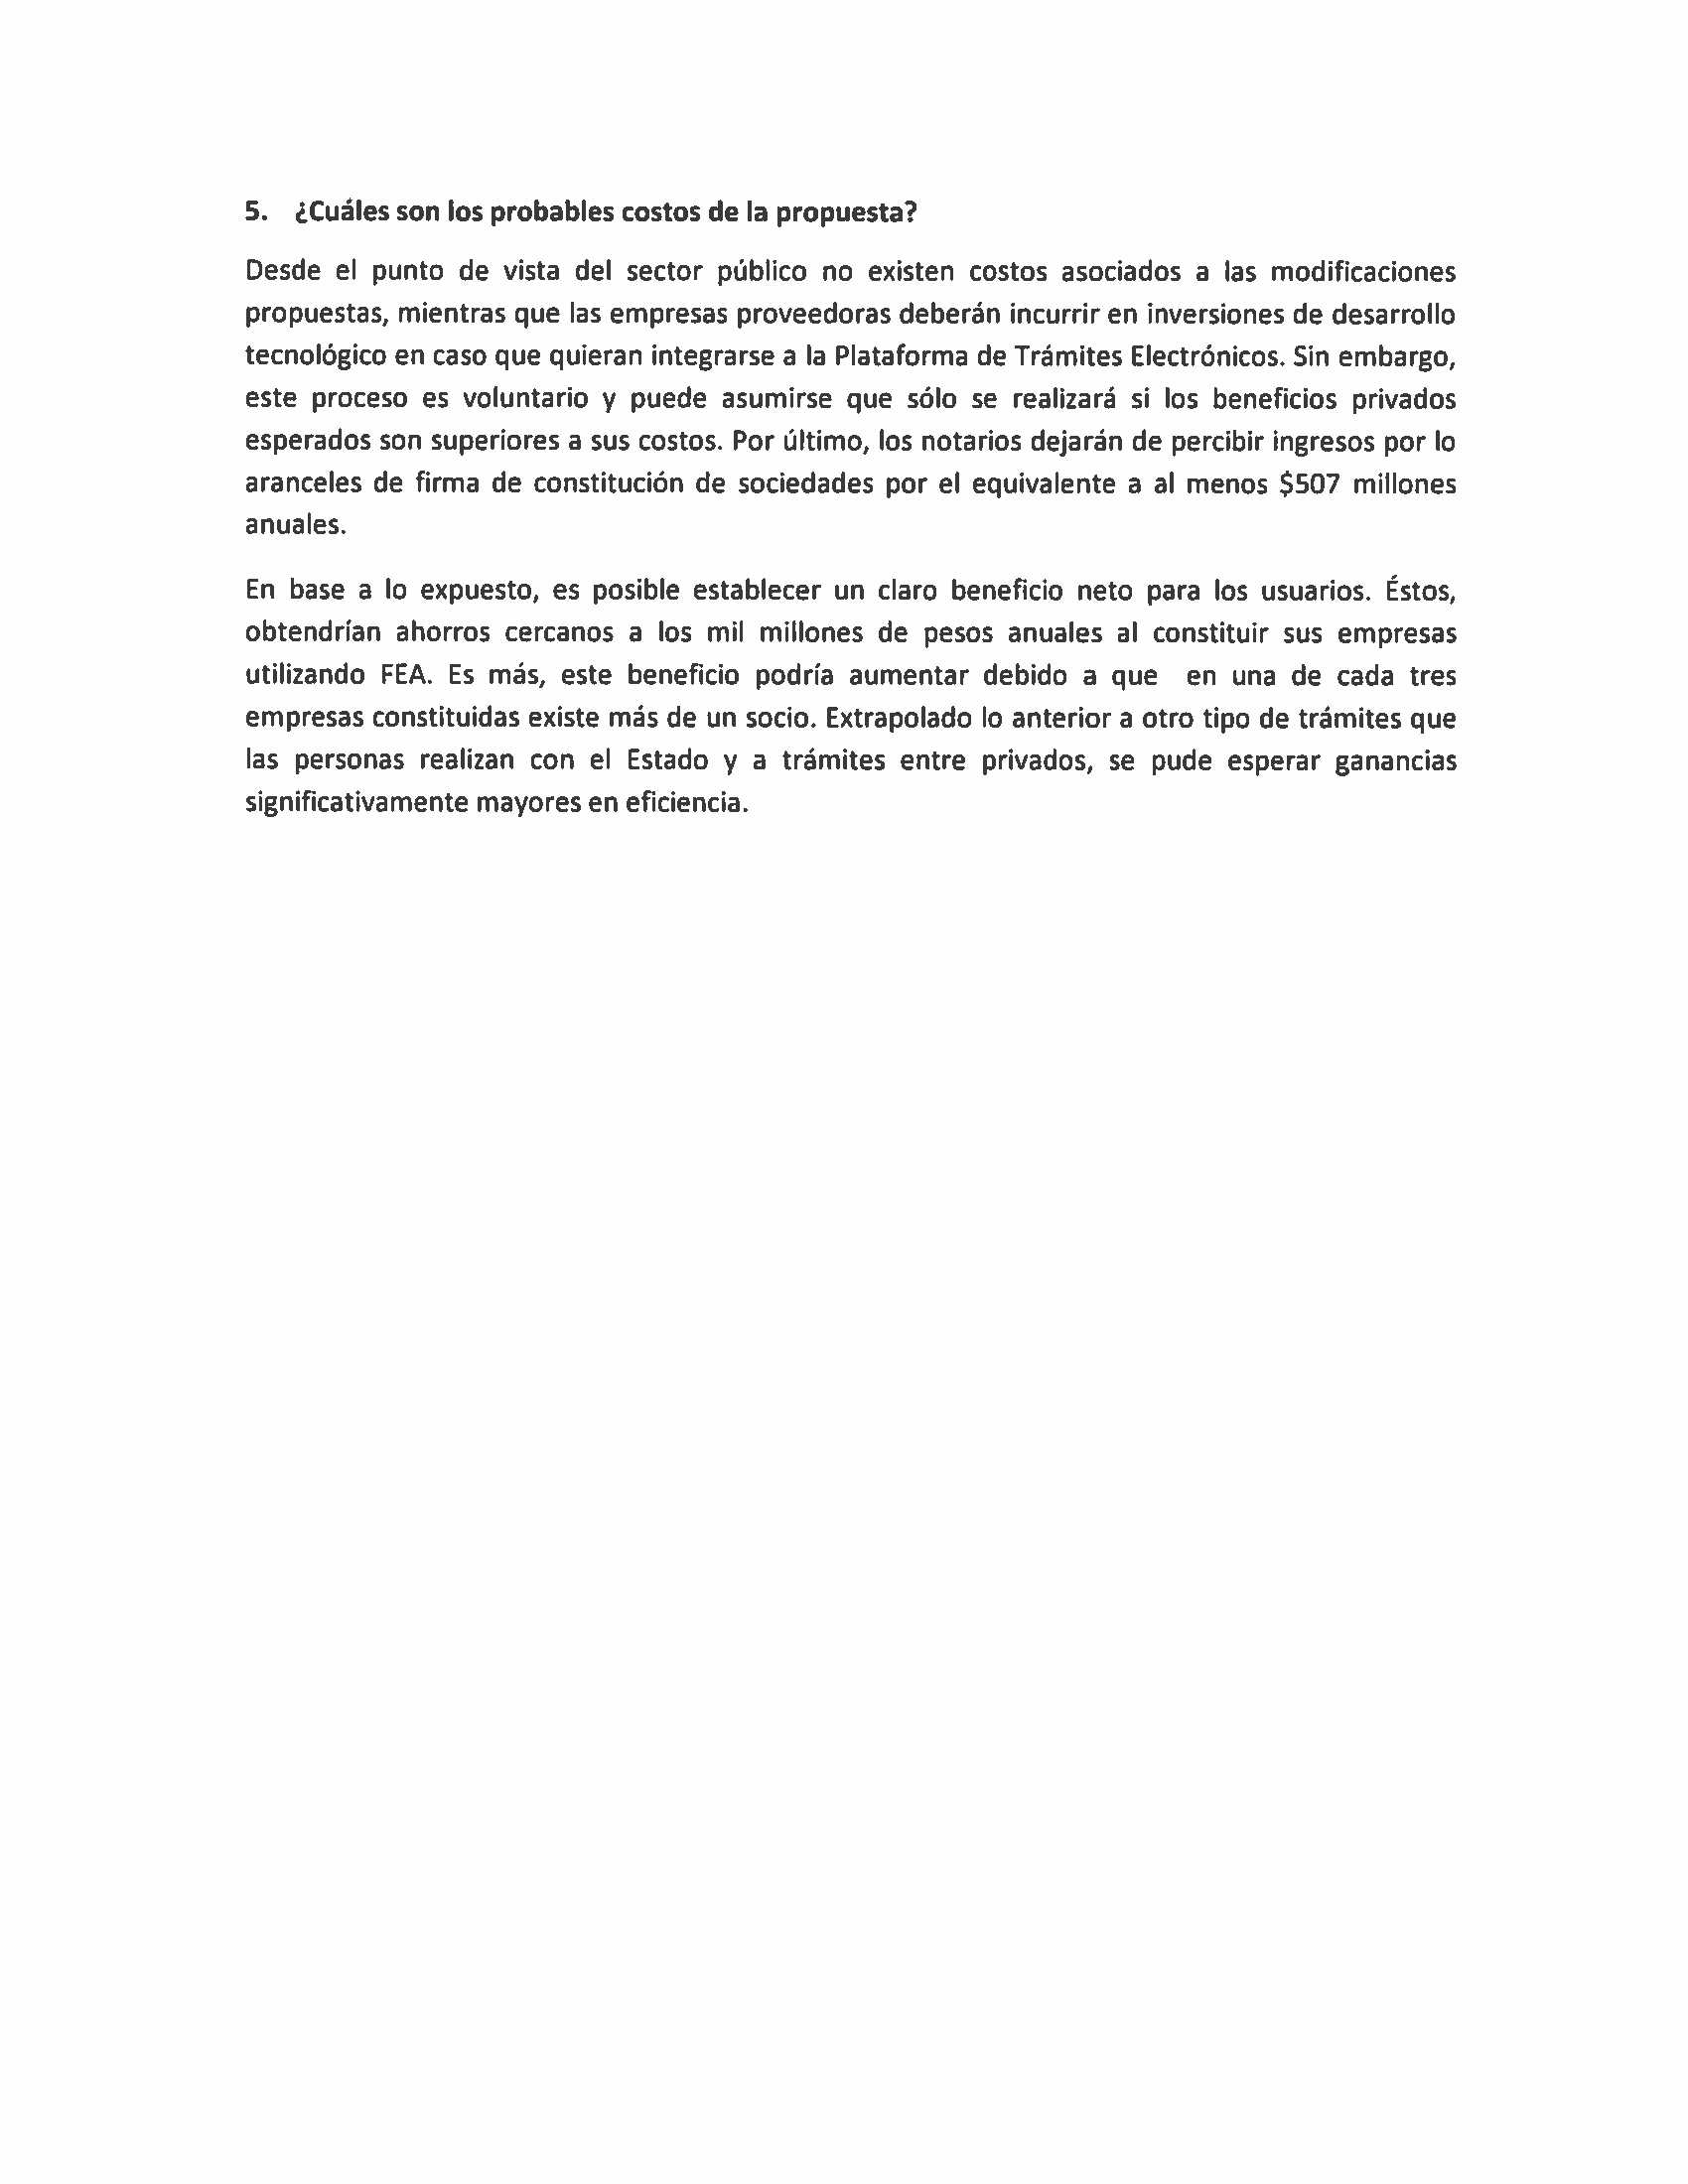 5. ¿Cuáles son los probables costos de la propuesta?
Desde el punto de vista del sector público no existen costos asociados a las modificaciones
propuestas, mientras que las empresas proveedoras deberán incurrir en inversiones de desarrollo
tecnológico en caso que quieran integrarse a la Plataforma de Trámites Electrónicos. Sin embargo,
este proceso es voluntario y puede asumirse que sólo se realizará si los beneficios privados
esperados son superiores a sus costos. Por último, los notarios dejarán de percibir ingresos por lo
aranceles de firma de constitución de sociedades por el equivalente a al menos $507 millones
anuales.
En base a lo expuesto, es posible establecer un claro beneficio neto para los usuarios. Éstos,
obtendrían ahorros cercanos a los mil millones de pesos anuales al constituir sus empresas
utilizando FEA. Es más, este beneficio podría aumentar debido a que en una de cada tres
empresas constituidas existe más de un socio. Extrapolado lo anterior a otro tipo de trámites que
las personas realizan con el Estado y a trámites entre privados, se pude esperar ganancias
significativamente mayores en eficiencia.